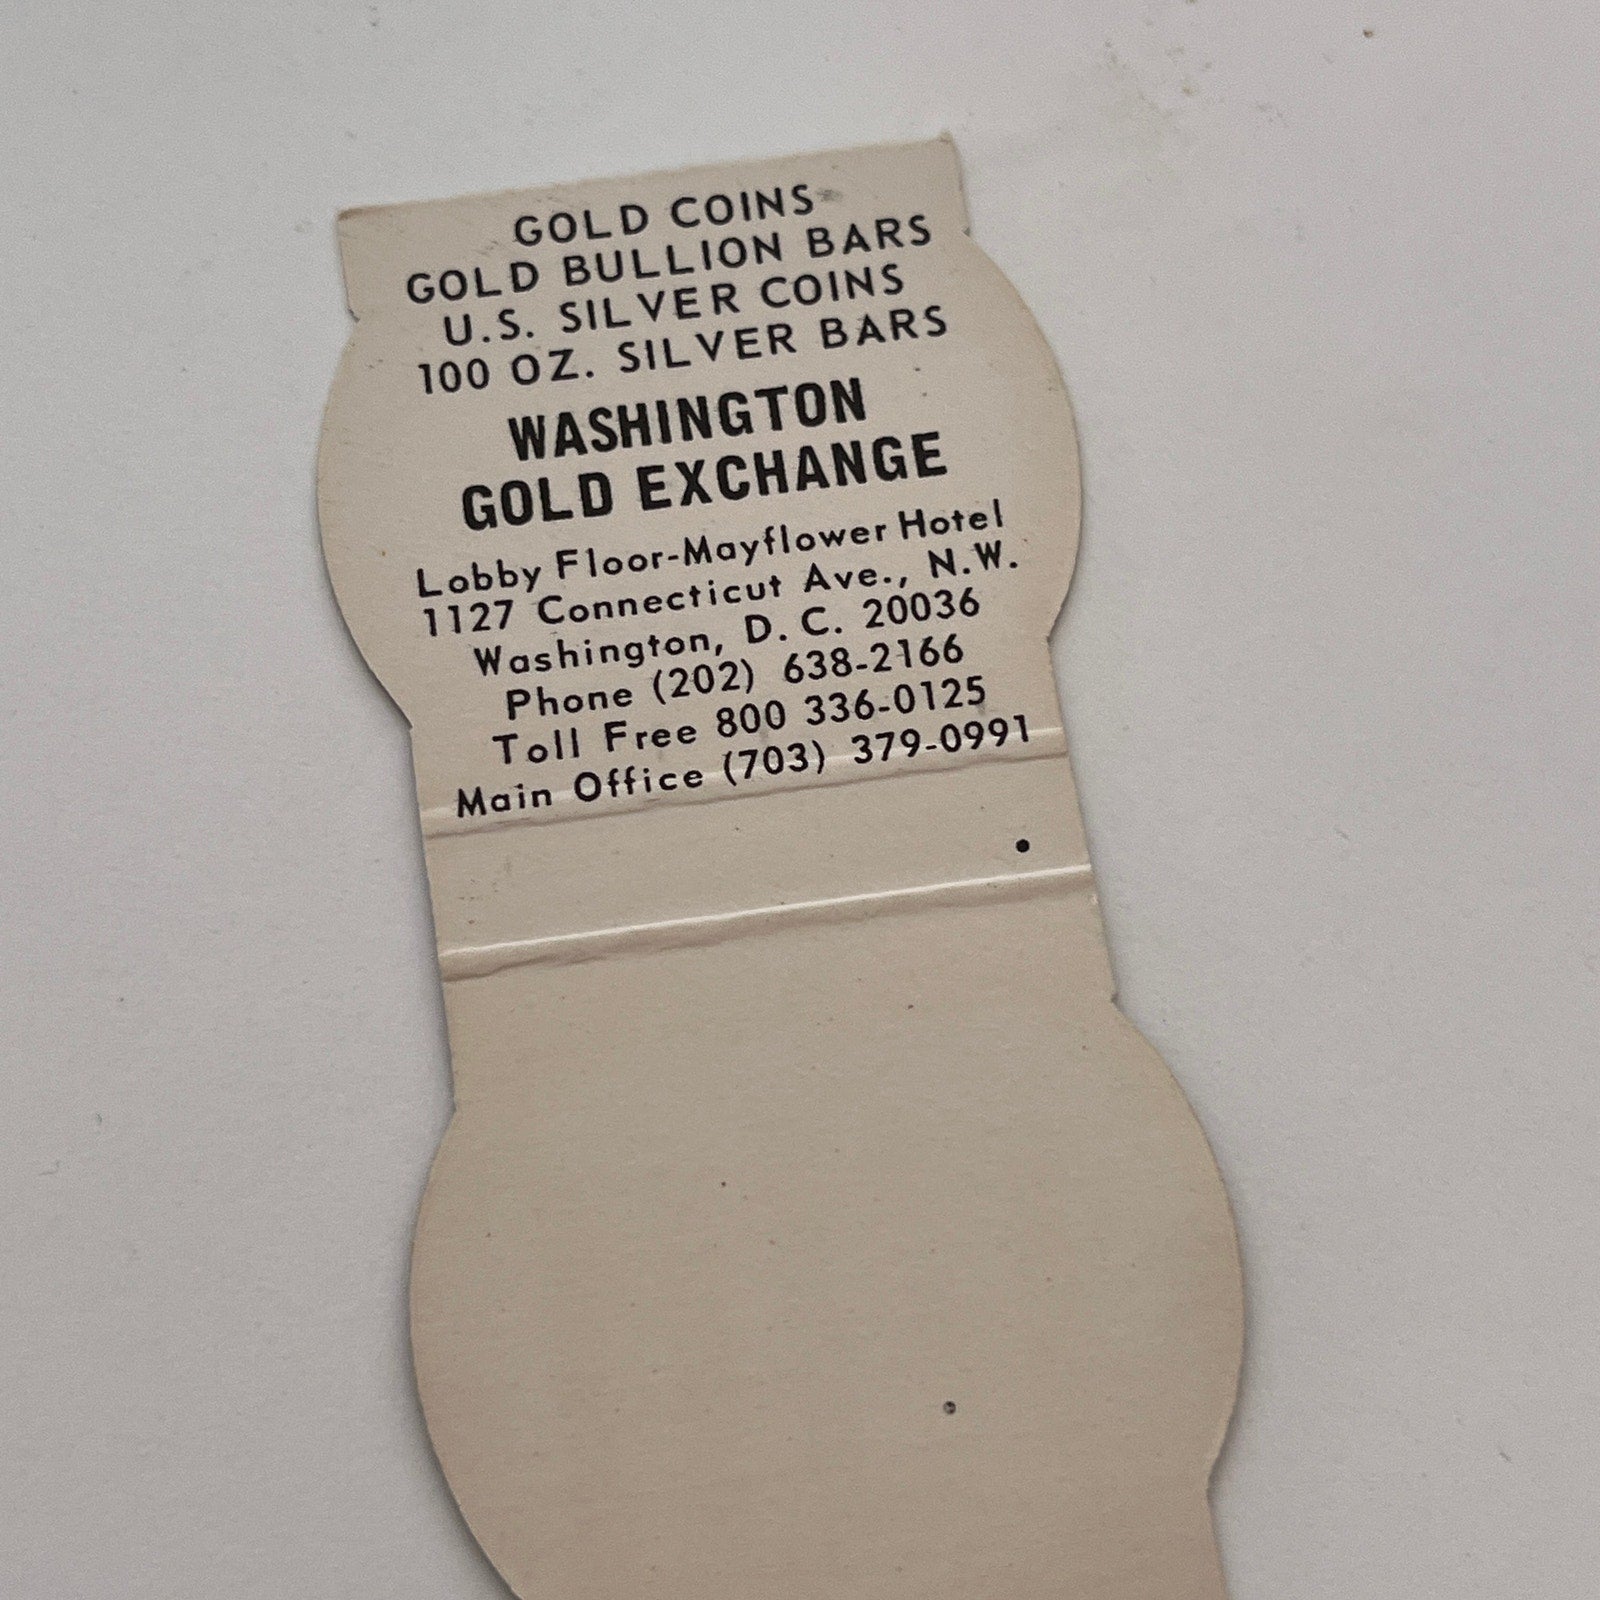 GOLD COINS
GOLD BULLION BARS
U.S. SILVER COINS
100 OZ. SILVER BARS
WASHINGTON
GOLD EXCHANGE
Lobby Floor-Mayflower Hotel
1127 Connecticut Ave., N.W.
Washington, D. C. 20036
Phone (202) 638-2166
Toll Free 800 336-0125
Main Office (703) 379-0991